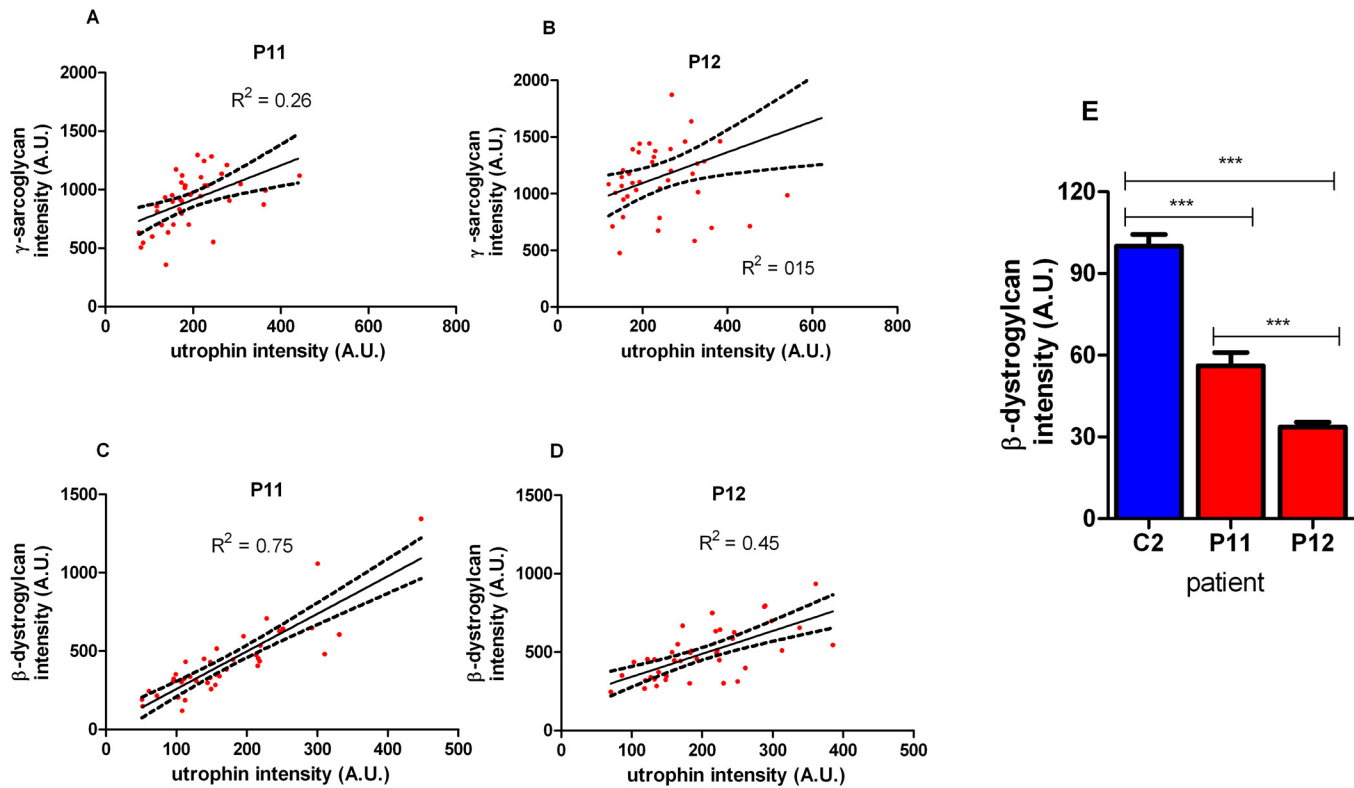 A
P11
R² = 0.26
γ-sarcoglycan
intensity (A.U.)
2000
1500
1000
500
0
0 200 400 600 800
utrophin intensity (A.U.)
B
P12
R² = 015
γ -sarcoglycan
intensity (A.U.)
2000
1500
1000
500
0
0 200 400 600 800
utrophin intensity (A.U.)
C
P11
R² = 0.75
β-dystrogylcan
intensity (A.U.)
1500
1000
500
0
0 100 200 300 400 500
utrophin intensity (A.U.)
D
P12
R² = 0.45
β-dystrogylcan
intensity (A.U.)
1500
1000
500
0
0 100 200 300 400 500
utrophin intensity (A.U.)
E
***
***
***
β-dystrogylcan
intensity (A.U.)
120
90
60
30
0
C2 P11 P12
patient